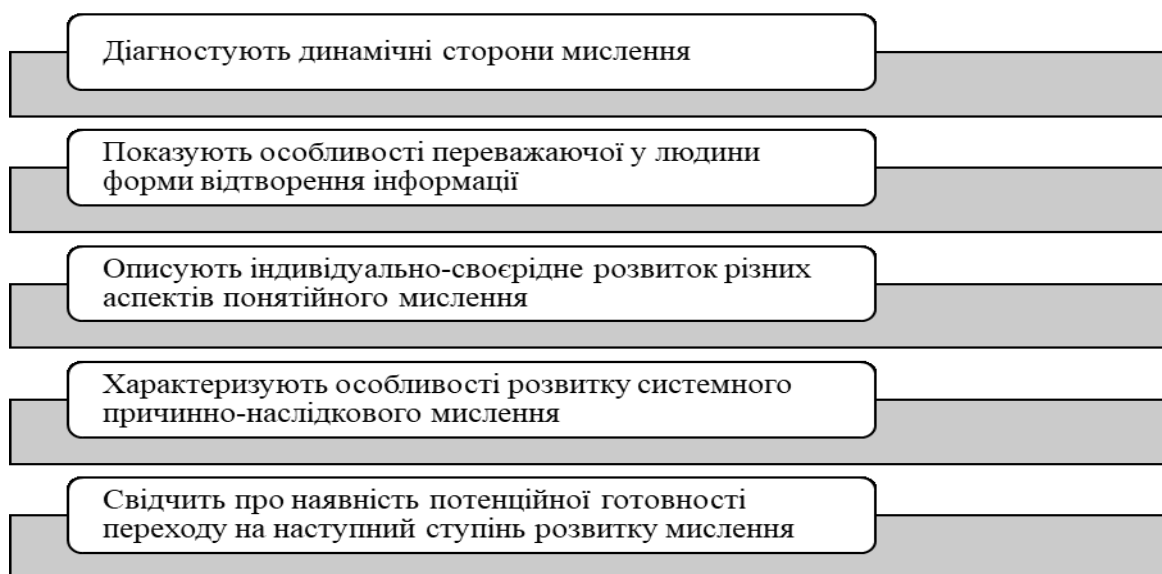 Діагностують динамічні сторони мислення
Показують особливості переважаючої у людини
форми відтворення інформації
Описують індивідуально-своєрідне розвиток різних
аспектів понятійного мислення
Характеризують особливості розвитку системного
причинно-наслідкового мислення
Свідчить про наявність потенційної готовності
переходу на наступний ступінь розвитку мислення